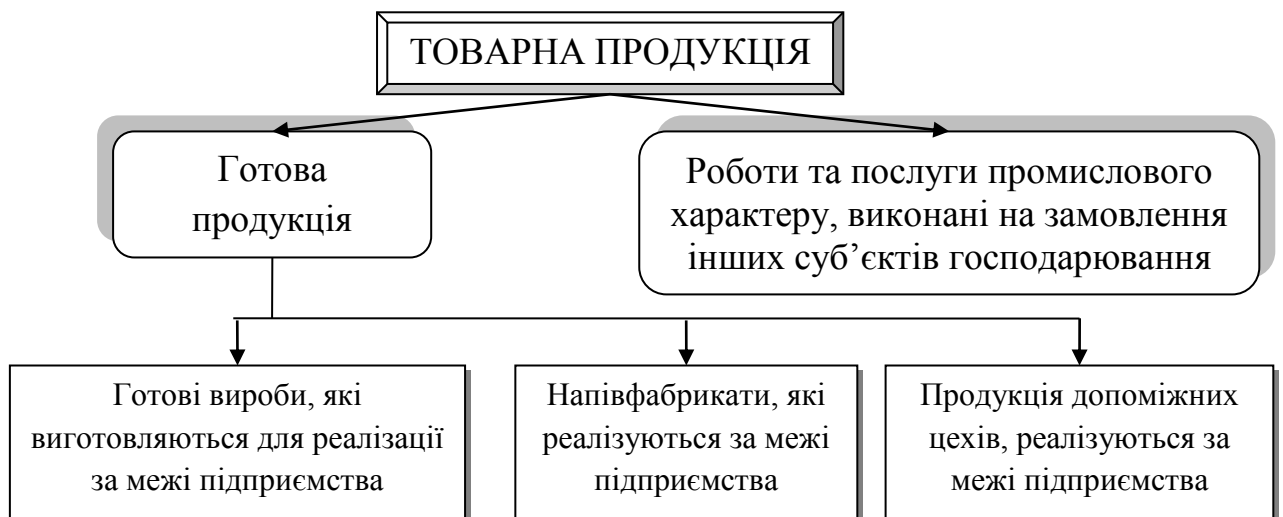 ТОВАРНА ПРОДУКЦІЯ
Готова
продукція
Роботи та послуги промислового
характеру, виконані на замовлення
інших суб’єктів господарювання
Готові вироби, які
виготовляються для реалізації
за межі підприємства
Напівфабрикати, які
реалізуються за межі
підприємства
Продукція допоміжних
цехів, реалізуються за
межі підприємства